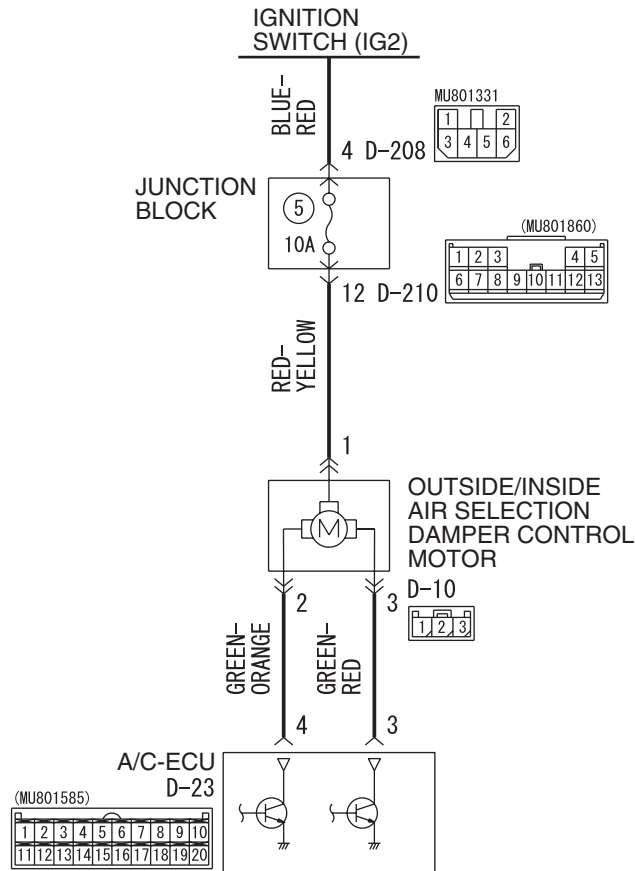 IGNITION
SWITCH (IG2)
BLUE-
RED
MU801331
1 2
3 4 5 6
4 D-208
JUNCTION
BLOCK
5
10A
(MU801860)
1 2 3 4 5
6 7 8 9 10 11 12 13
12 D-210
RED-
YELLOW
1
M
OUTSIDE/INSIDE
AIR SELECTION
DAMPER CONTROL
MOTOR
2
3
D-10
1 2 3
GREEN-
ORANGE
GREEN-
RED
4
3
A/C-ECU
D-23
(MU801585)
1 2 3 4 5 6 7 8 9 10
11 12 13 14 15 16 17 18 19 20